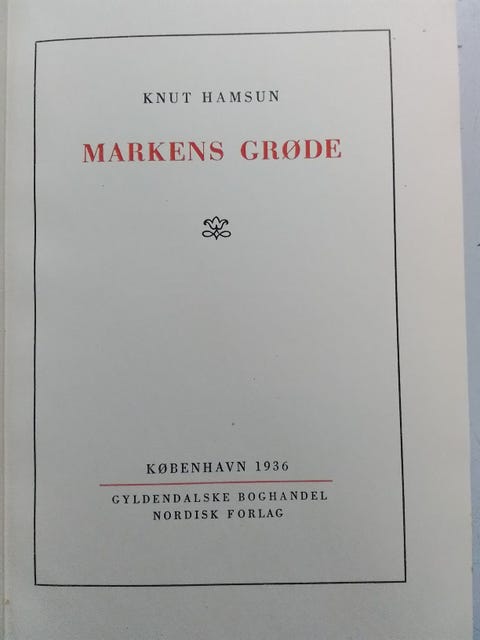 KNUT HAMSUN
MARKENS GRØDE
KØBENHAVN 1936
GYLDENDALSKE BOGHANDEL
NORDISK FORLAG